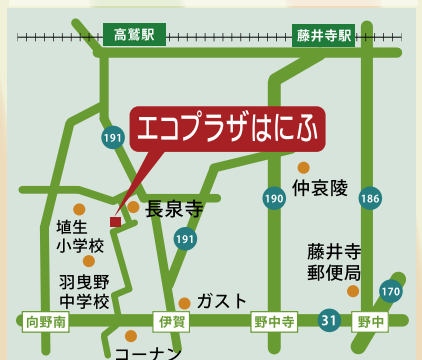 高鷲駅
藤井寺駅
191
エコプラザはにふ
仲哀陵
長泉寺
190
186
埴生
小学校
191
藤井寺
郵便局
羽曳野
中学校
170
ガスト
向野南
伊賀
野中寺
31
野中
コーナン